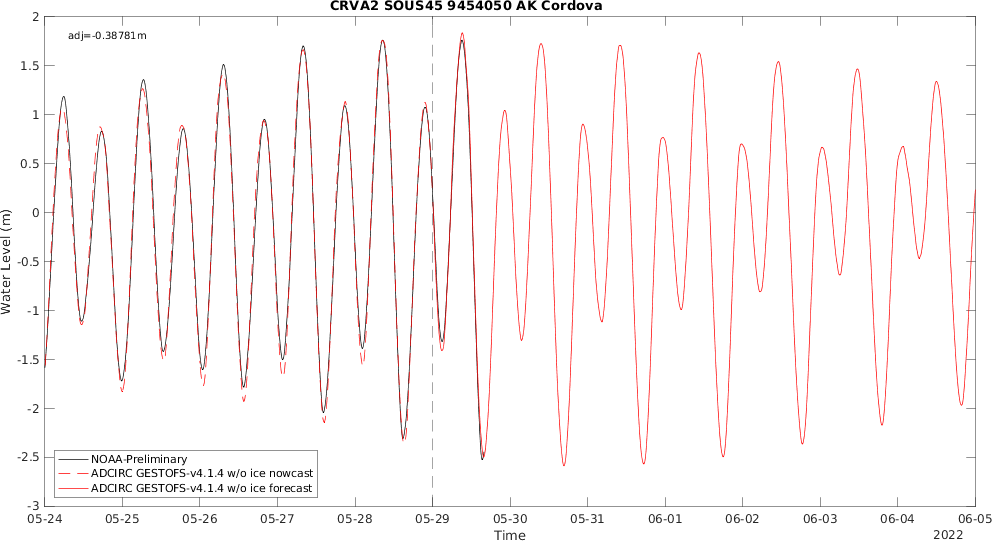 CRVA2 SOUS45 9454050 AK Cordova
adj=-0.38781m
2
1.5
1
0.5
0
-0.5
-1
-1.5
-2
-2.5
-3
Water Level (m)
NOAA-Preliminary
ADCIRC GESTOFS-v4.1.4 w/o ice nowcast
ADCIRC GESTOFS-v4.1.4 w/o ice forecast
05-24 05-25 05-26 05-27 05-28 05-29 05-30 05-31 06-01 06-02 06-03 06-04 06-05
Time
2022